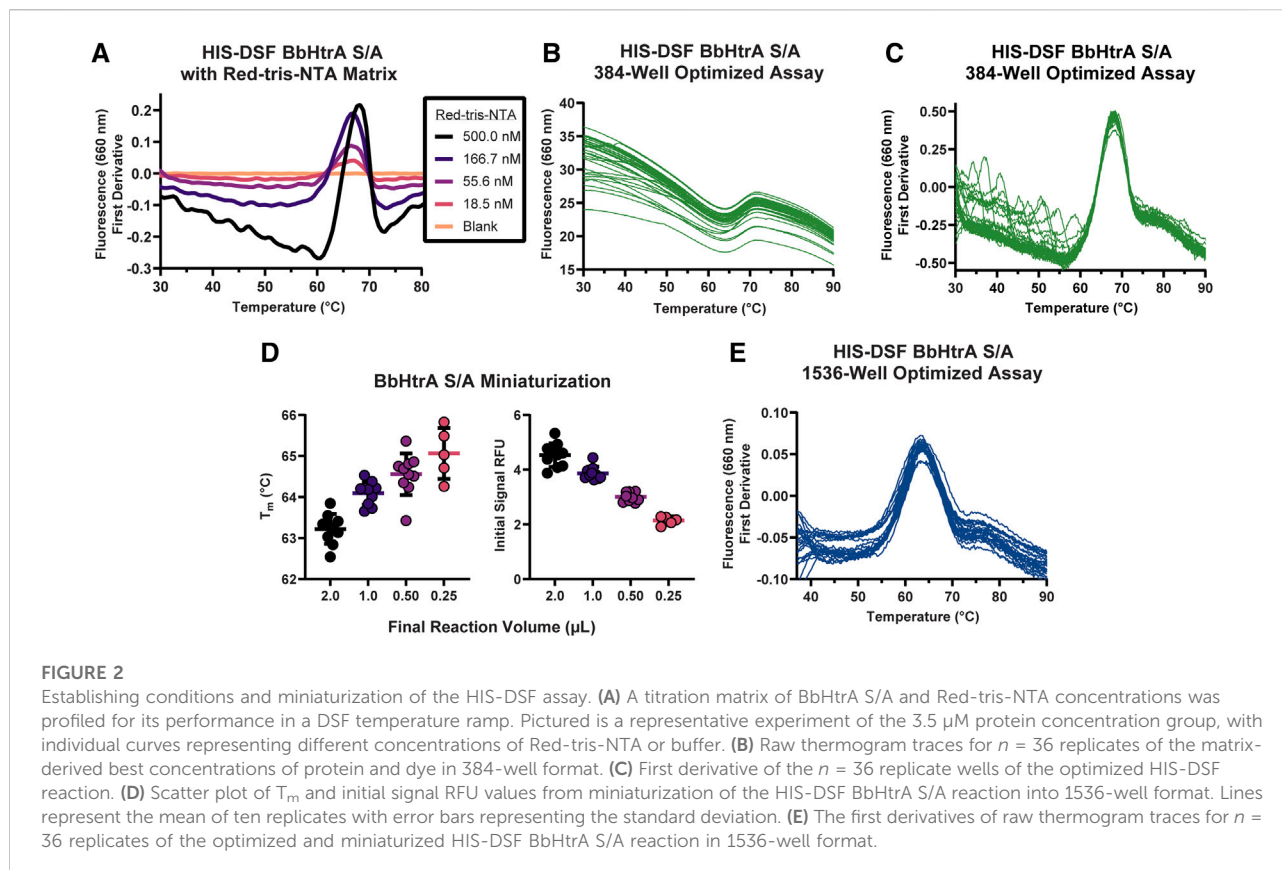 A
HIS-DSF BbHtrA S/A
with Red-tris-NTA Matrix
Fluorescence (660 nm)
First Derivative
0.2
0.1
0.0
-0.1
-0.2
-0.3
30 40 50 60 70 80
Temperature (°C)
Red-tris-NTA
500.0 nM
166.7 nM
55.6 nM
18.5 nM
Blank
B
HIS-DSF BbHtrA S/A
384-Well Optimized Assay
Fluorescence (660 nm)
40
35
30
25
20
15
30 40 50 60 70 80 90
Temperature (°C)
C
HIS-DSF BbHtrA S/A
384-Well Optimized Assay
Fluorescence (660 nm)
First Derivative
0.50
0.25
0.00
-0.25
-0.50
30 40 50 60 70 80 90
Temperature (°C)
D
BbHtrA S/A Miniaturization
Tm (°C)
66
65
64
63
62
2.0 1.0 0.50 0.25
Initial Signal RFU
6
4
2
0
2.0 1.0 0.50 0.25
Final Reaction Volume (µL)
E
HIS-DSF BbHtrA S/A
1536-Well Optimized Assay
Fluorescence (660 nm)
First Derivative
0.10
0.05
0.00
-0.05
-0.10
40 50 60 70 80 90
Temperature (°C)
FIGURE 2
Establishing conditions and miniaturization of the HIS-DSF assay. (A) A titration matrix of BbHtrA S/A and Red-tris-NTA concentrations was
profiled for its performance in a DSF temperature ramp. Pictured is a representative experiment of the 3.5 µM protein concentration group, with
individual curves representing different concentrations of Red-tris-NTA or buffer. (B) Raw thermogram traces for n = 36 replicates of the matrix-
derived best concentrations of protein and dye in 384-well format. (C) First derivative of the n = 36 replicate wells of the optimized HIS-DSF
reaction. (D) Scatter plot of Tm and initial signal RFU values from miniaturization of the HIS-DSF BbHtrA S/A reaction into 1536-well format. Lines
represent the mean of ten replicates with error bars representing the standard deviation. (E) The first derivatives of raw thermogram traces for n =
36 replicates of the optimized and miniaturized HIS-DSF BbHtrA S/A reaction in 1536-well format.